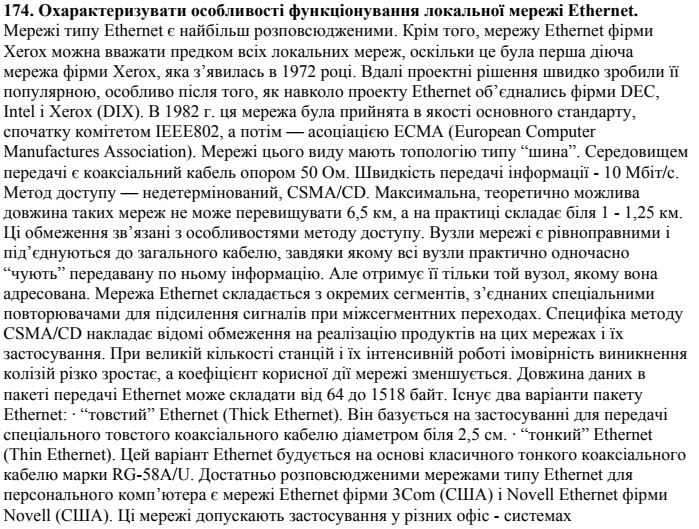 174. Охарактеризувати особливості функціонування локальної мережі Ethernet.
Мережі типу Ethernet є найбільш розповсюдженими. Крім того, мережу Ethernet фірми
Xerox можна вважати предком всіх локальних мереж, оскільки це була перша діюча
мережа фірми Xerox, яка з’явилась в 1972 році. Вдалі проектні рішення швидко зробили її
популярною, особливо після того, як навколо проекту Ethernet об’єднались фірми DEC,
Intel і Xerox (DIX). В 1982 г. ця мережа була прийнята в якості основного стандарту,
спочатку комітетом IEEE802, а потім — асоціацією ECMA (European Computer
Manufactures Association). Мережі цього виду мають топологію типу “шина”. Середовищем
передачі є коаксіальний кабель опором 50 Ом. Швидкість передачі інформації - 10 Мбіт/с.
Метод доступу — недетермінований, CSMA/CD. Максимальна, теоретично можлива
довжина таких мереж не може перевищувати 6,5 км, а на практиці складає біля 1 - 1,25 км.
Ці обмеження зв’язані з особливостями методу доступу. Вузли мережі є рівноправними і
під’єднуються до загального кабелю, завдяки якому всі вузли практично одночасно
“чують” передавану по ньому інформацію. Але отримує її тільки той вузол, якому вона
адресована. Мережа Ethernet складається з окремих сегментів, з’єднаних спеціальними
повторювачами для підсилення сигналів при міжсегментних переходах. Специфіка методу
CSMA/CD накладає відомі обмеження на реалізацію продуктів на цих мережах і їх
застосування. При великій кількості станцій і їх інтенсивній роботі імовірність виникнення
колізій різко зростає, а коефіцієнт корисної дії мережі зменшується. Довжина даних в
пакеті передачі Ethernet може складати від 64 до 1518 байт. Існує два варіанти пакету
Ethernet: · “товстий” Ethernet (Thick Ethernet). Він базується на застосуванні для передачі
спеціального товстого коаксіального кабелю діаметром біля 2,5 см. · “тонкий” Ethernet
(Thin Ethernet). Цей варіант Ethernet будується на основі класичного тонкого коаксіального
кабелю марки RG-58A/U. Достатньо розповсюдженими мережами типу Ethernet для
персонального комп’ютера є мережі Ethernet фірми 3Com (США) і Novell Ethernet фірми
Novell (США). Ці мережі допускають застосування у різних офіс - системах